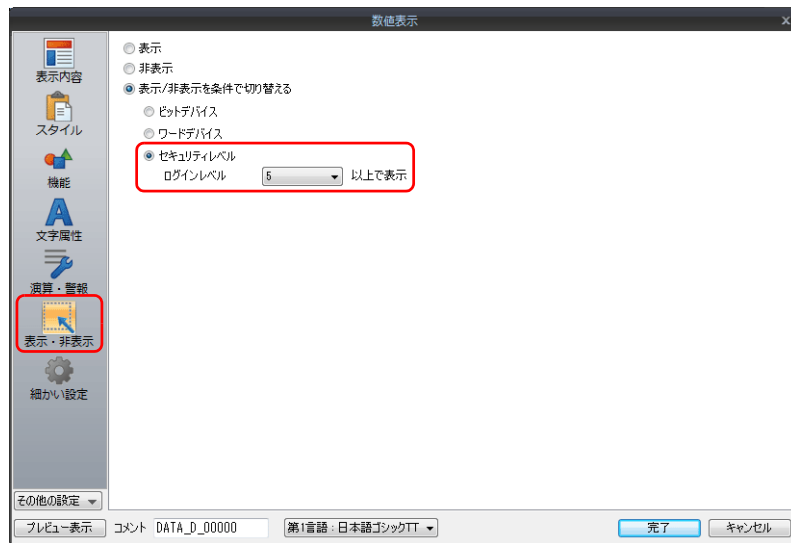 数値表示
x
表示内容
スタイル
機能
文字属性
演算・警報
表示・非表示
細かい設定
その他の設定
表示
非表示
表示/非表示を条件で切り替える
ビットデバイス
ワードデバイス
セキュリティレベル
ログインレベル 5 以上で表示
プレビュー表示 コメント DATA_D_00000 第1言語:日本語ゴシックTT 完了 キャンセル